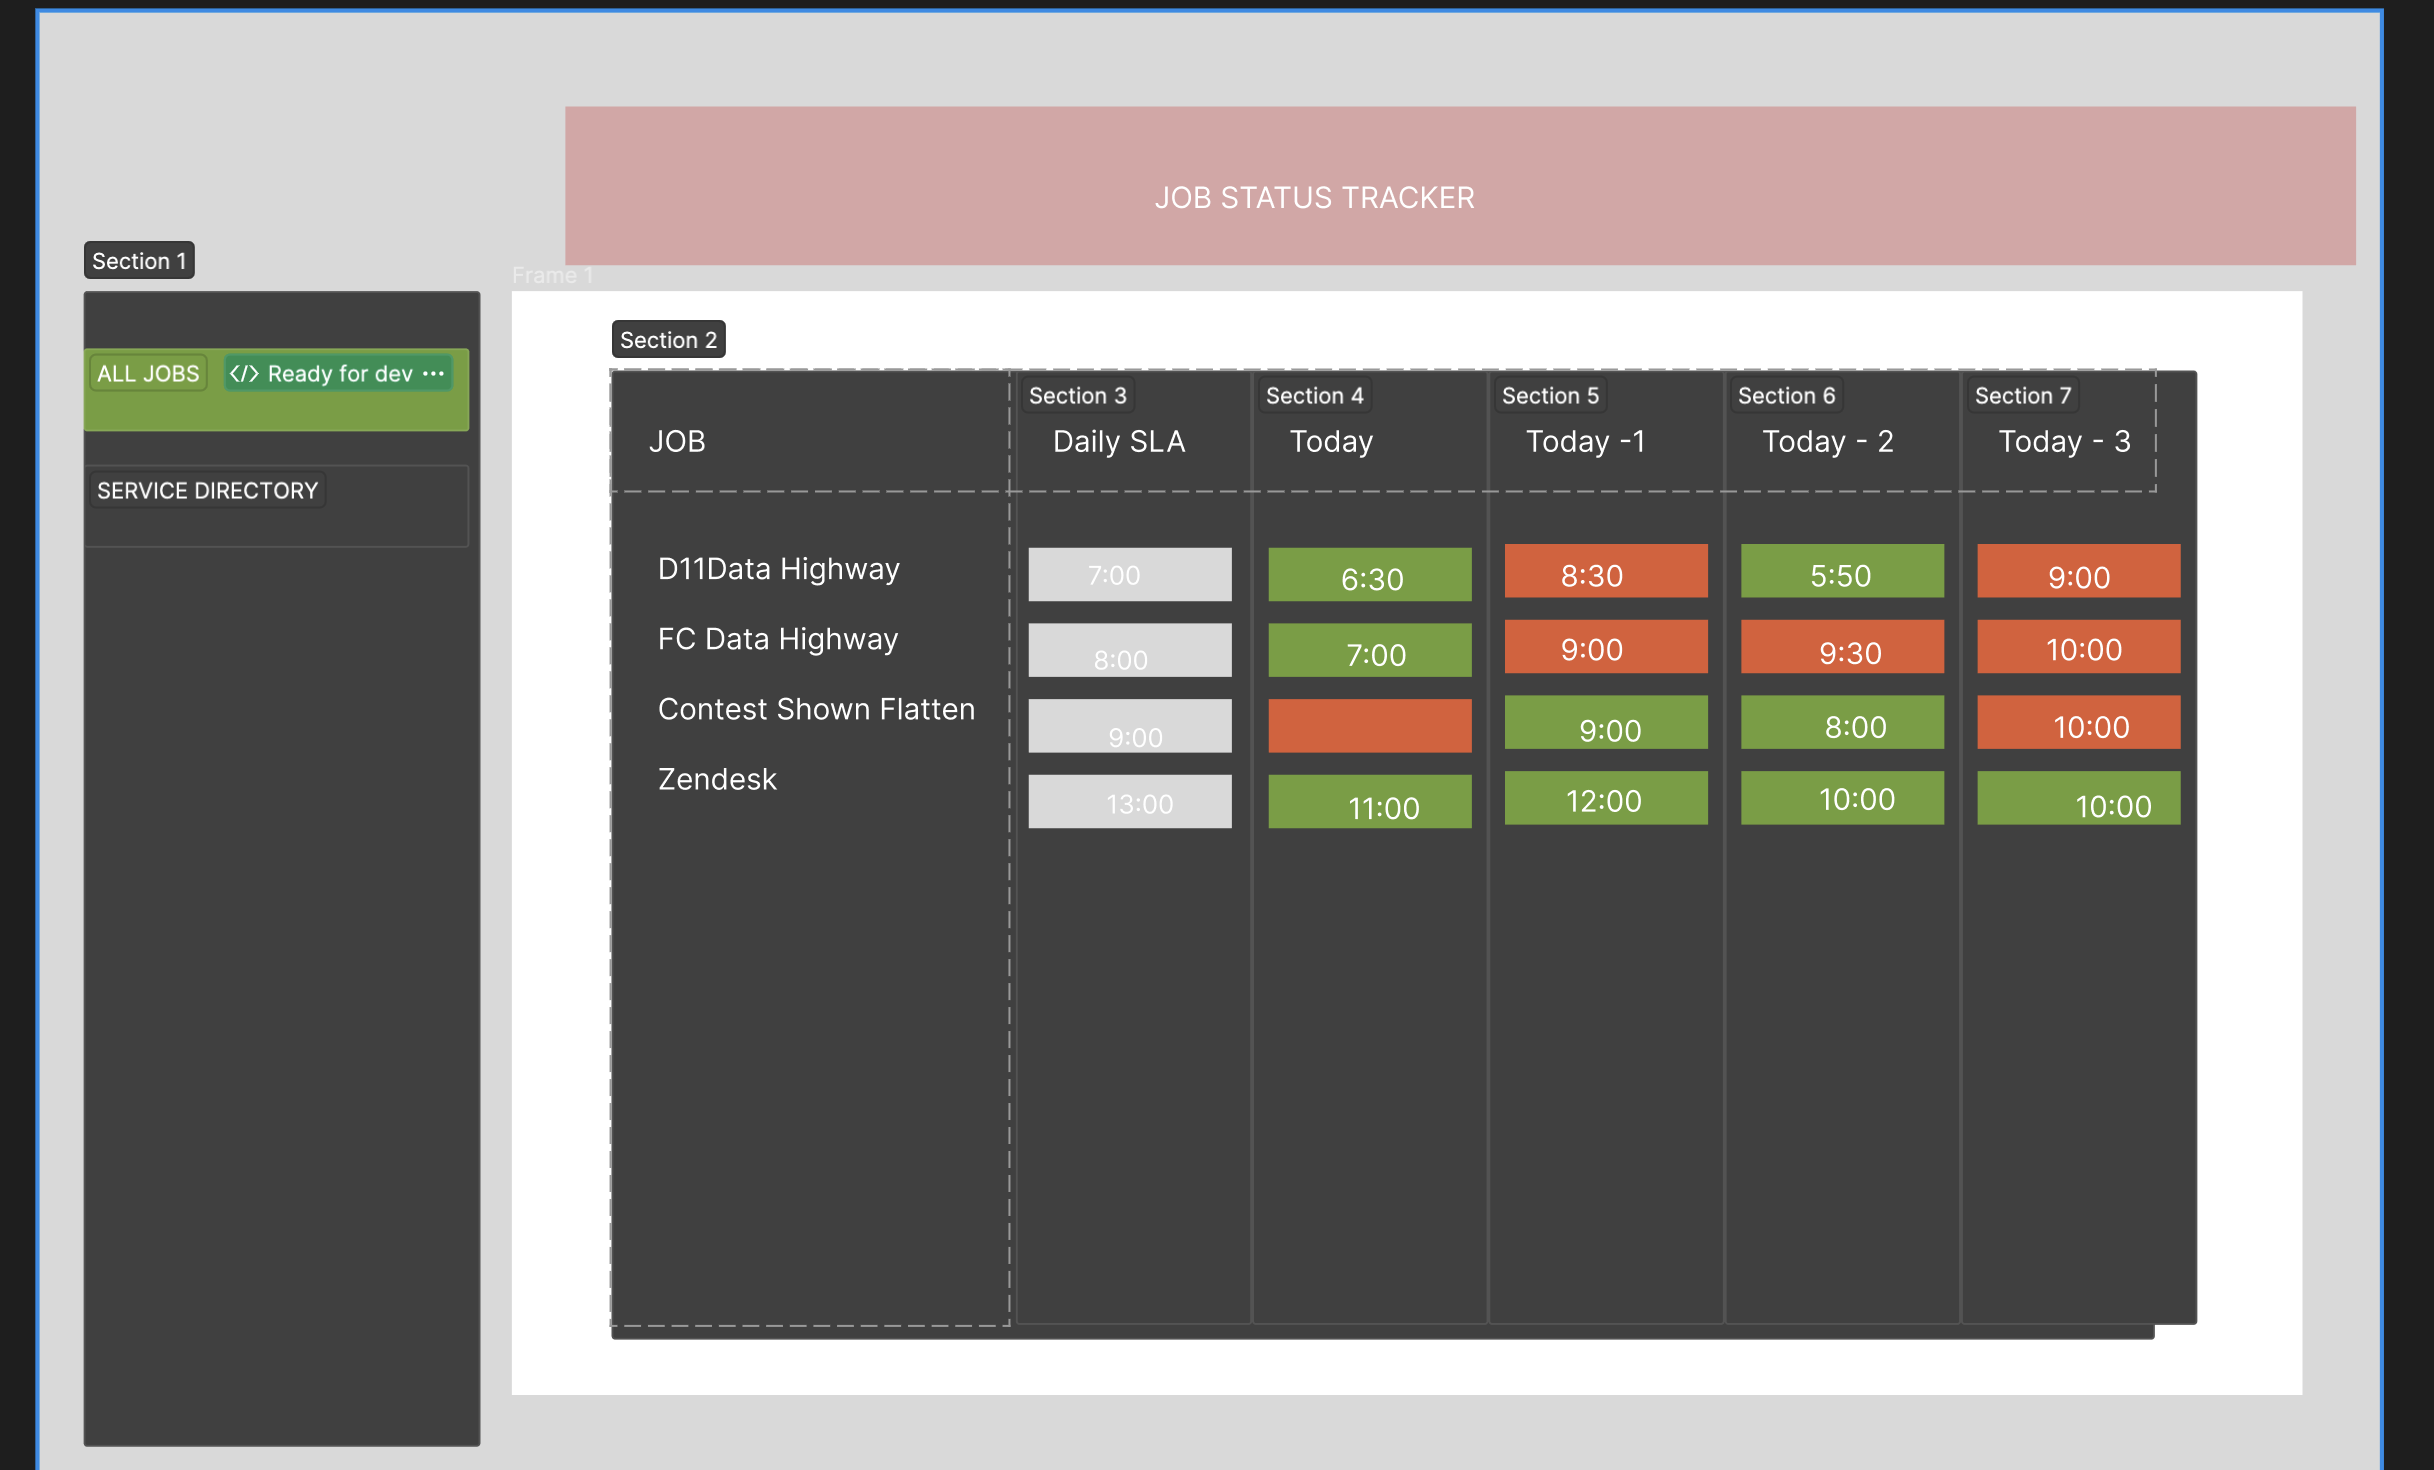 JOB STATUS TRACKER
Section 1
Frame 1
ALL JOBS </> Ready for dev ···
SERVICE DIRECTORY
Section 2
Section 3 Section 4 Section 5 Section 6 Section 7
JOB Daily SLA Today Today -1 Today - 2 Today - 3
D11Data Highway 7:00 6:30 8:30 5:50 9:00
FC Data Highway 8:00 7:00 9:00 9:30 10:00
Contest Shown Flatten 9:00 9:00 8:00 10:00
Zendesk 13:00 11:00 12:00 10:00 10:00